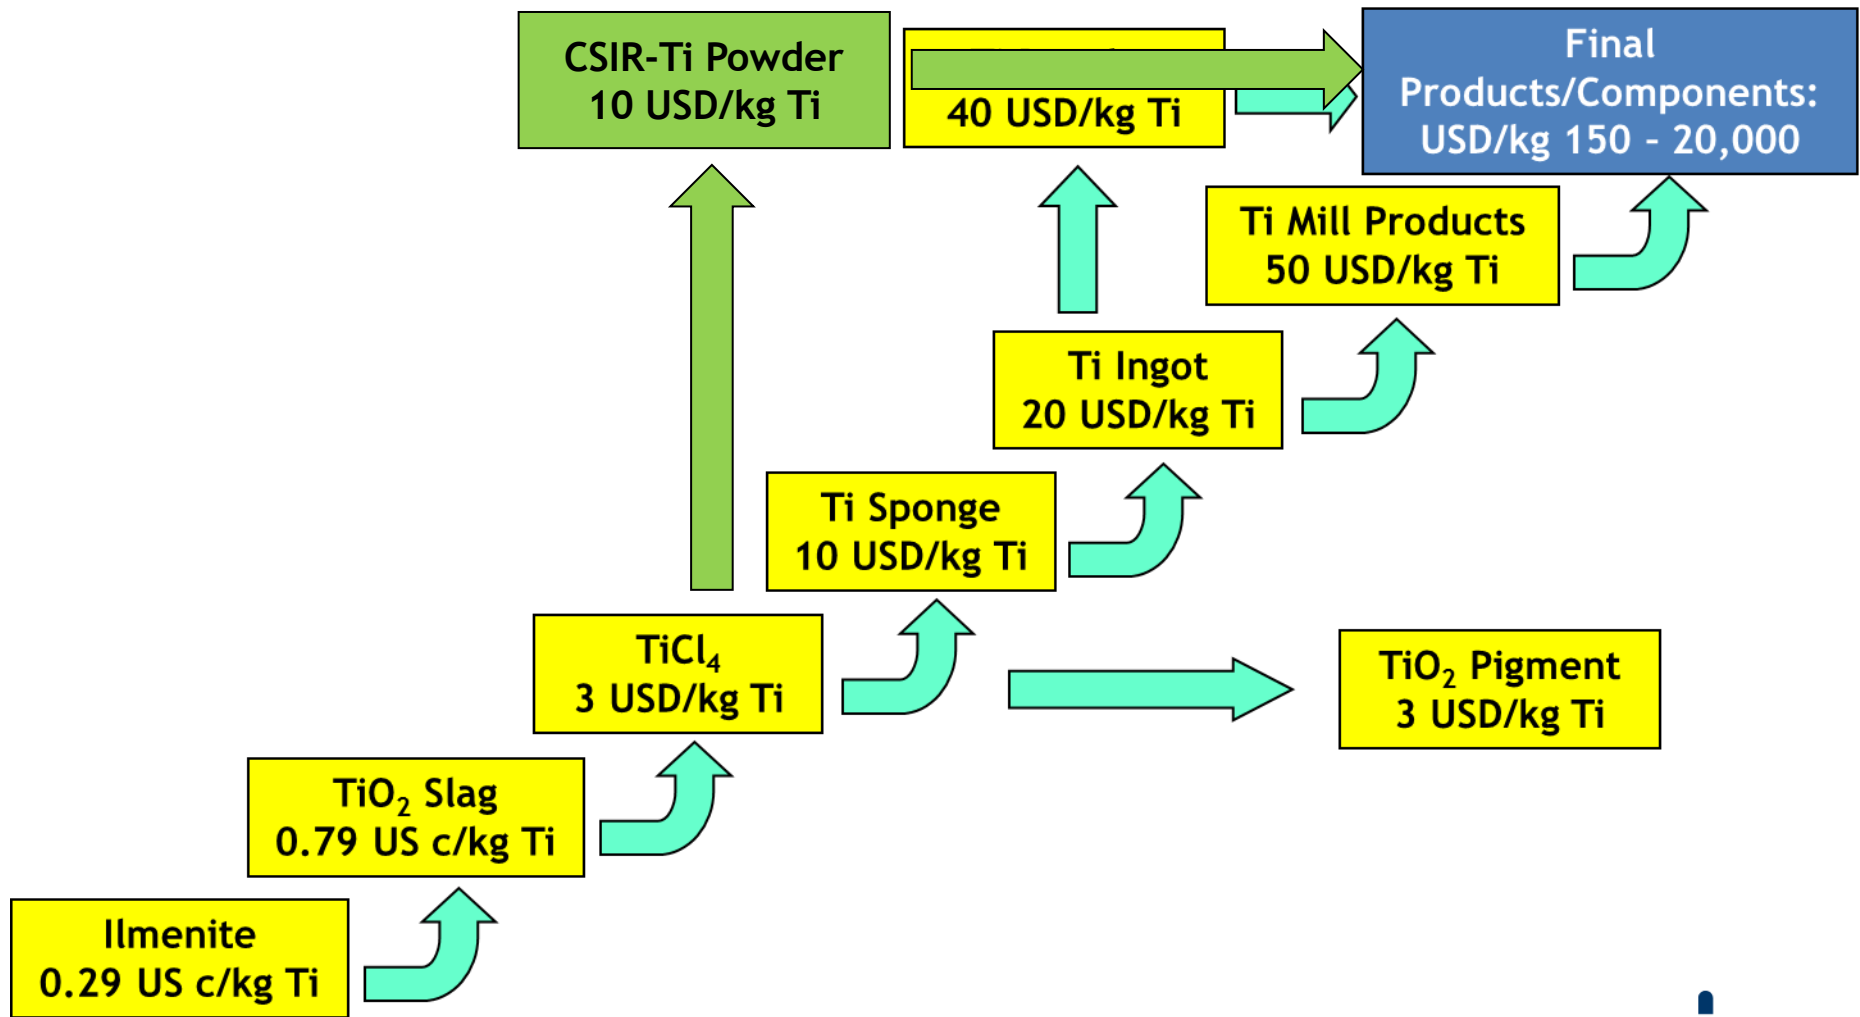 CSIR-Ti Powder
10 USD/kg Ti
40 USD/kg Ti
Final
Products/Components:
USD/kg 150 – 20,000
Ti Mill Products
50 USD/kg Ti
Ti Ingot
20 USD/kg Ti
Ti Sponge
10 USD/kg Ti
TiCl₄
3 USD/kg Ti
TiO₂ Pigment
3 USD/kg Ti
TiO₂ Slag
0.79 US c/kg Ti
Ilmenite
0.29 US c/kg Ti